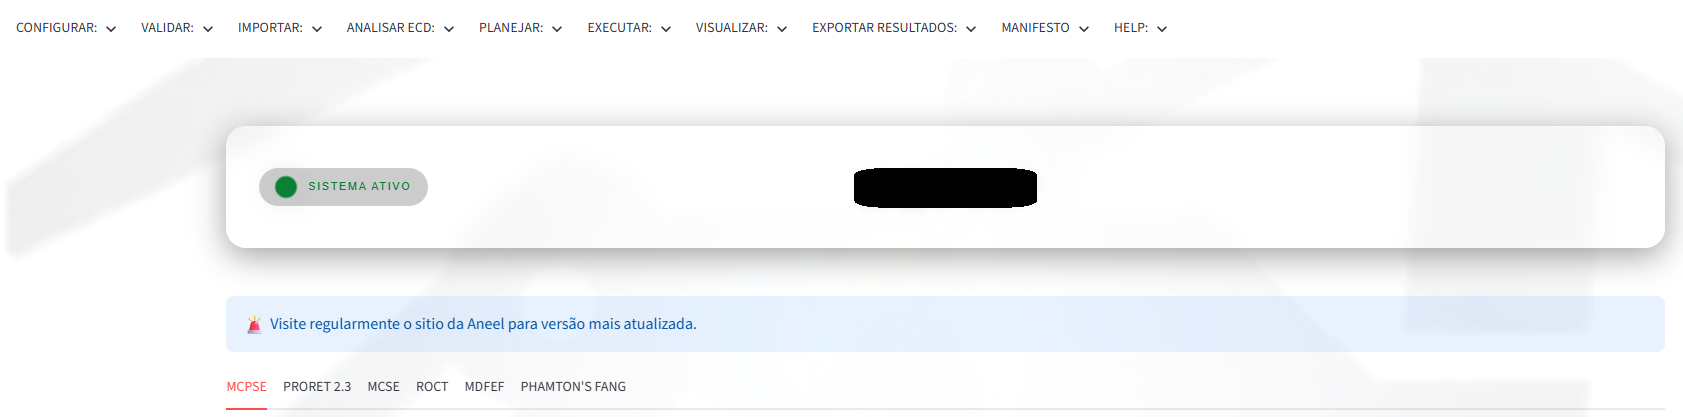 CONFIGURAR: VALIDAR: IMPORTAR: ANALISAR ECD: PLANEJAR: EXECUTAR: VISUALIZAR: EXPORTAR RESULTADOS: MANIFESTO HELP:
SISTEMA ATIVO
Visite regularmente o sitio da Aneel para versão mais atualizada.
MCPSE PRORET 2.3 MCSE ROCT MDFEF PHAMTON'S FANG